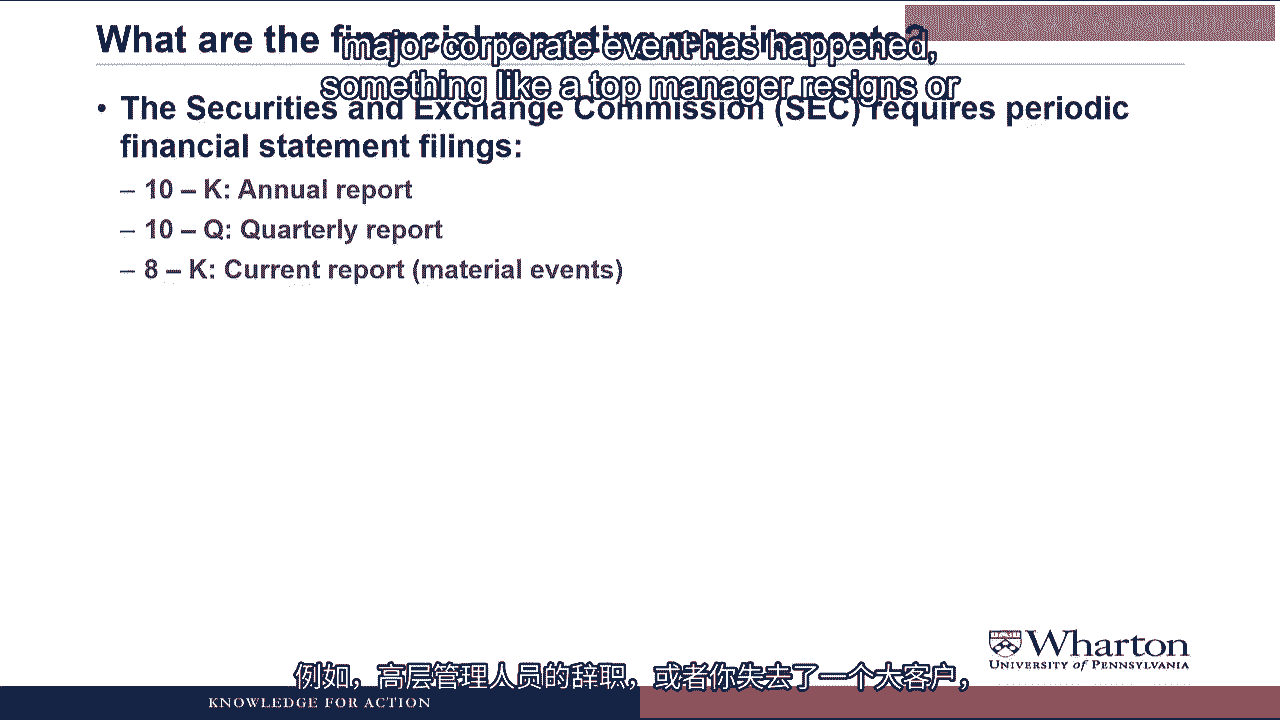 What are the financial reporting requirements?
major corporate event has happened,
something like a top manager resigns or
• The Securities and Exchange Commission (SEC) requires periodic
financial statement filings:
– 10 – K: Annual report
– 10 – Q: Quarterly report
– 8 – K: Current report (material events)
Wharton
UNIVERSITY of PENNSYLVANIA
例如，高层管理人员的辞职，或者你失去了一个大客户，
KNOWLEDGE FOR ACTION